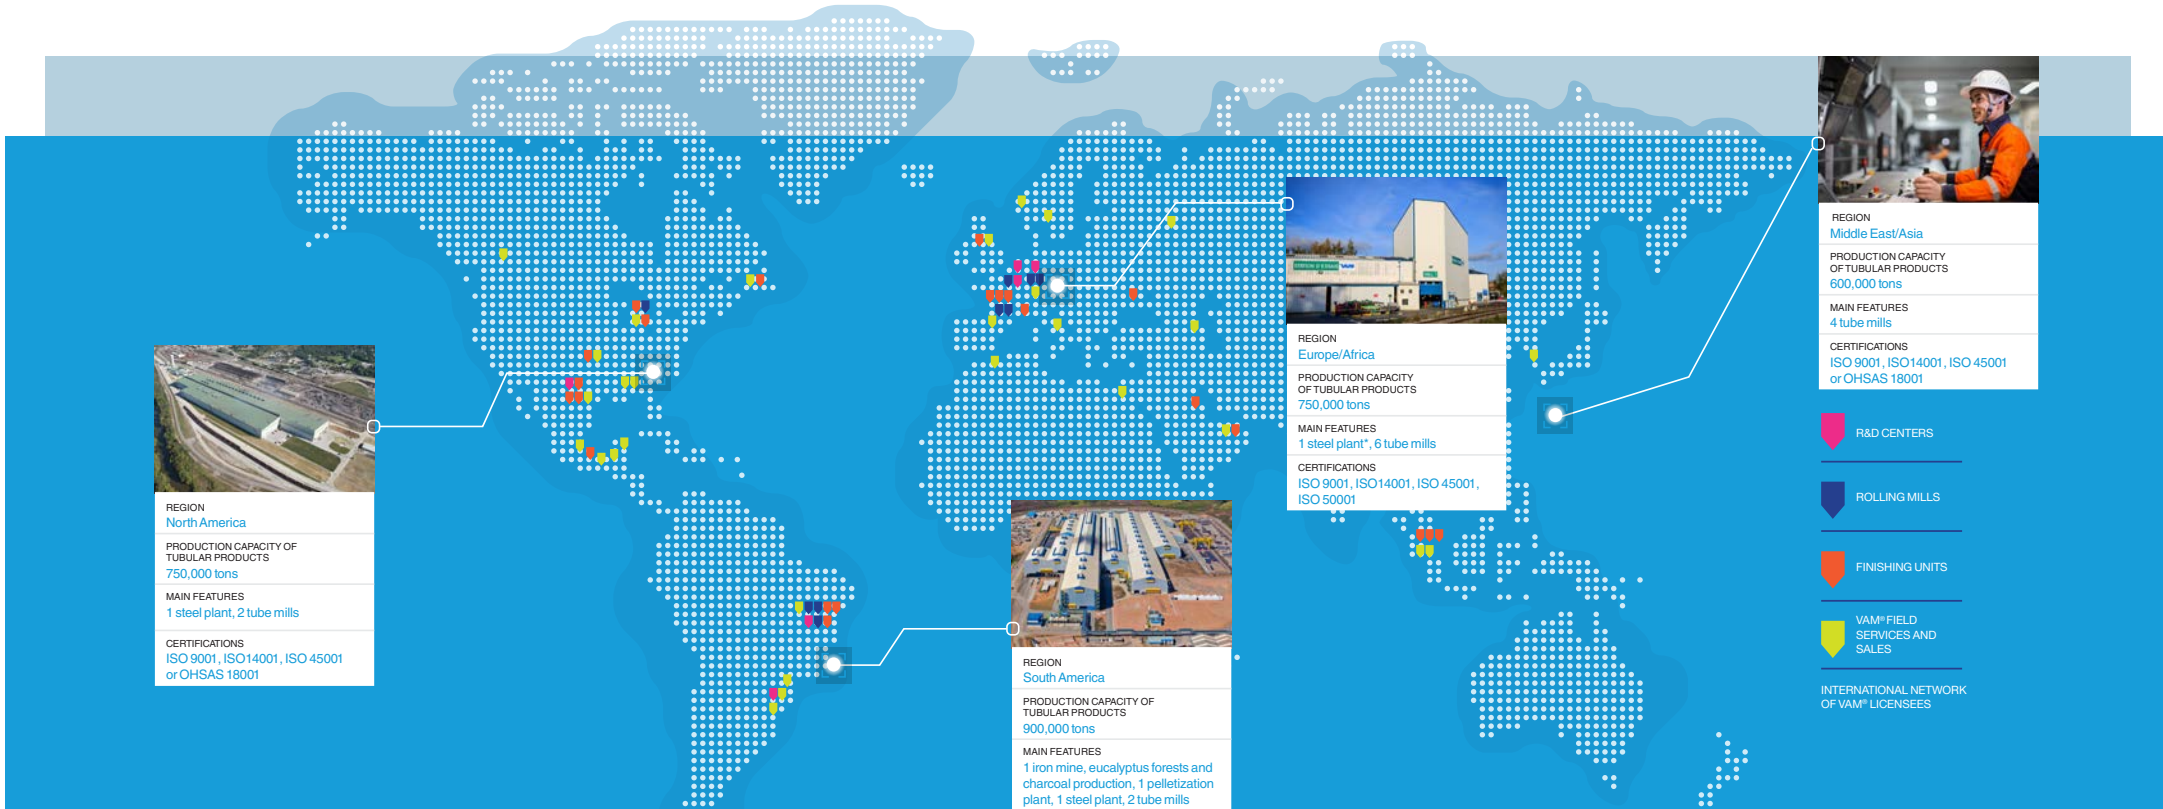 REGION
North America
PRODUCTION CAPACITY OF
TUBULAR PRODUCTS
750,000 tons
MAIN FEATURES
1 steel plant, 2 tube mills
CERTIFICATIONS
ISO 9001, ISO14001, ISO 45001
or OHSAS 18001
REGION
South America
PRODUCTION CAPACITY OF
TUBULAR PRODUCTS
900,000 tons
MAIN FEATURES
1 iron mine, eucalyptus forests and
charcoal production, 1 pelletization
plant, 1 steel plant, 2 tube mills
REGION
Europe/Africa
PRODUCTION CAPACITY
OF TUBULAR PRODUCTS
750,000 tons
MAIN FEATURES
1 steel plant*, 6 tube mills
CERTIFICATIONS
ISO 9001, ISO14001, ISO 45001,
ISO 50001
REGION
Middle East/Asia
PRODUCTION CAPACITY
OF TUBULAR PRODUCTS
600,000 tons
MAIN FEATURES
4 tube mills
CERTIFICATIONS
ISO 9001, ISO14001, ISO 45001
or OHSAS 18001
R&D CENTERS
ROLLING MILLS
FINISHING UNITS
VAM® FIELD
SERVICES AND
SALES
INTERNATIONAL NETWORK
OF VAM® LICENSEES